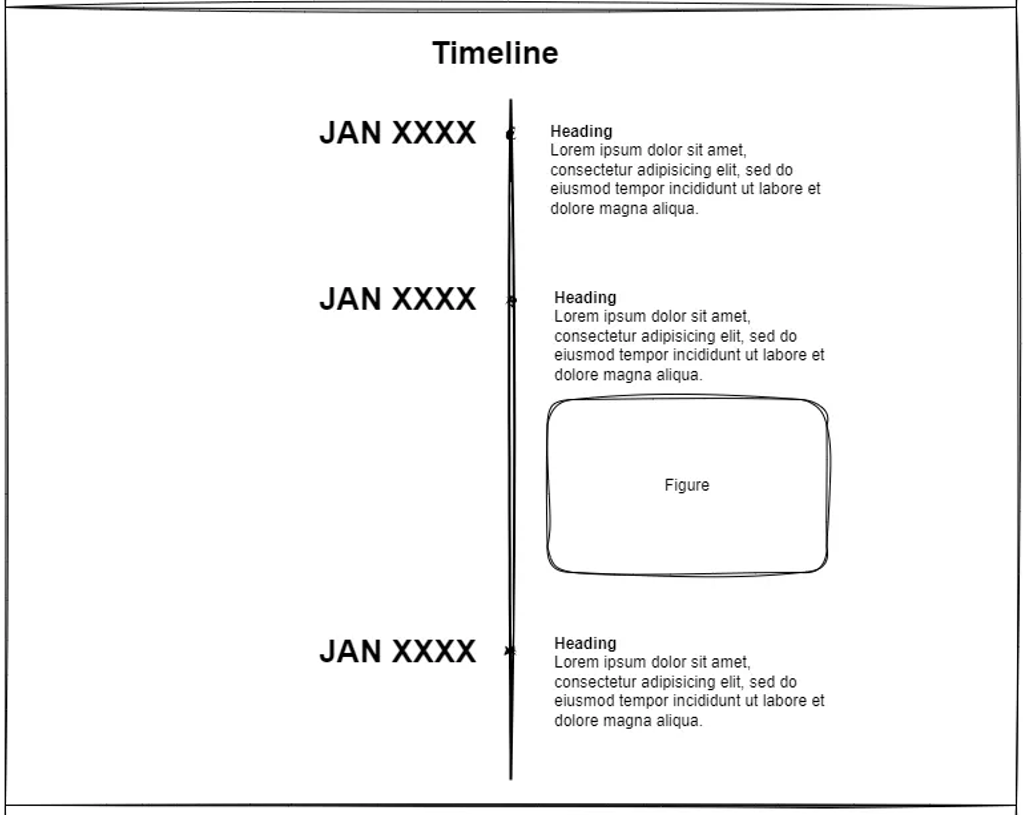 Timeline
JAN XXXX
Heading
Lorem ipsum dolor sit amet,
consectetur adipisicing elit, sed do
eiusmod tempor incididunt ut labore et
dolore magna aliqua.
JAN XXXX
Heading
Lorem ipsum dolor sit amet,
consectetur adipisicing elit, sed do
eiusmod tempor incididunt ut labore et
dolore magna aliqua.
Figure
JAN XXXX
Heading
Lorem ipsum dolor sit amet,
consectetur adipisicing elit, sed do
eiusmod tempor incididunt ut labore et
dolore magna aliqua.